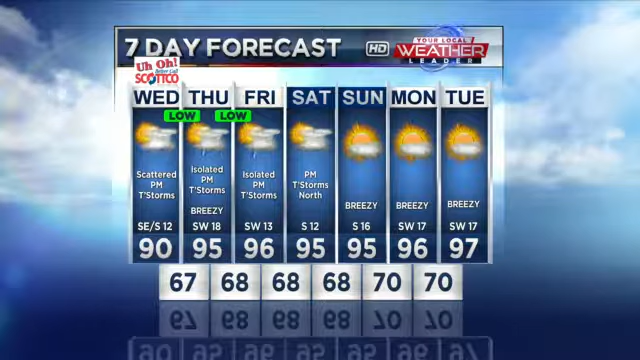 7 DAY FORECAST
HD
YOUR LOCAL
WEATHER
LEADER
Uh Oh!
Better Call
SCOTTCO
WED THU FRI SAT SUN MON TUE
LOW LOW
Scattered
PM
T'Storms
SE/S 12
90
Isolated
PM
T'Storms
BREEZY
SW 18
95
Isolated
PM
T'Storms
SW 13
96
PM
T'Storms
North
S 12
95
BREEZY
S 16
95
BREEZY
SW 17
96
BREEZY
SW 17
97
67 68 68 68 70 70